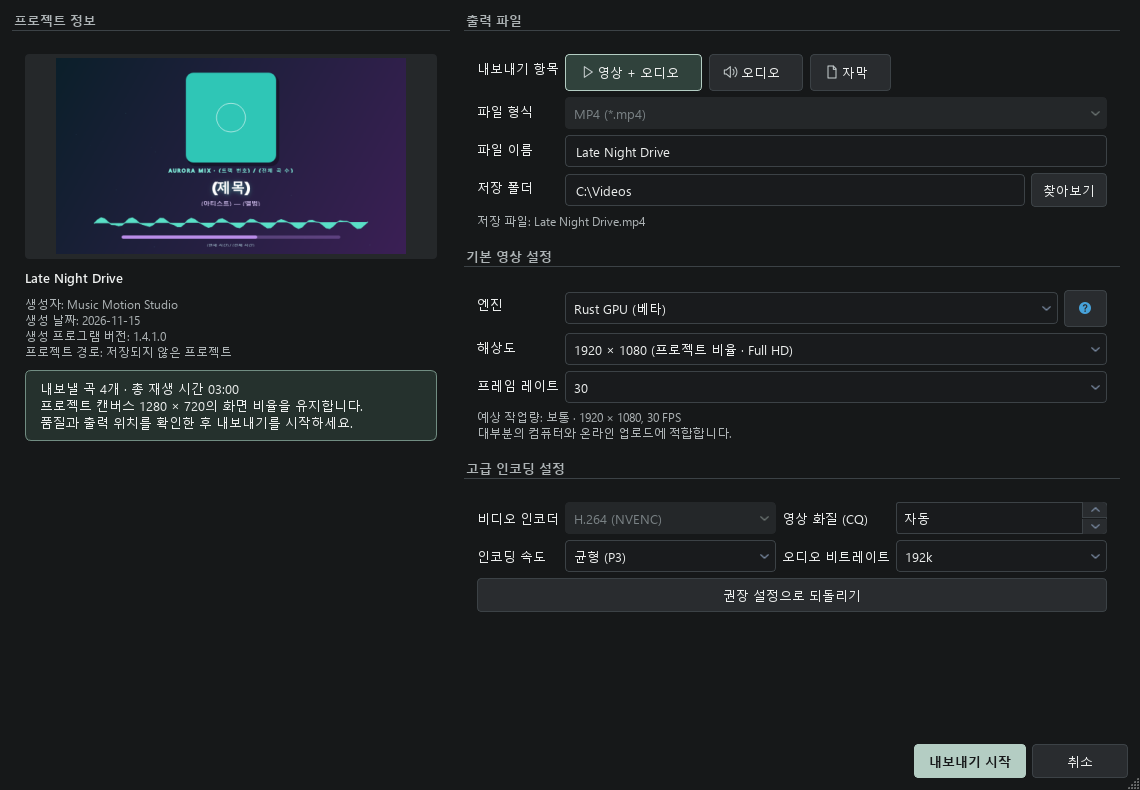 프로젝트 정보
AURORA MIX · (트랙 번호) / (전체 곡 수)
(제목)
(아티스트) — (앨범)
Late Night Drive
생성자: Music Motion Studio
생성 날짜: 2026-11-15
생성 프로그램 버전: 1.4.1.0
프로젝트 경로: 저장되지 않은 프로젝트
내보낼 곡 4개 · 총 재생 시간 03:00
프로젝트 캔버스 1280 × 720의 화면 비율을 유지합니다.
품질과 출력 위치를 확인한 후 내보내기를 시작하세요.
출력 파일
내보내기 항목 영상 + 오디오 오디오 자막
파일 형식 MP4 (*.mp4)
파일 이름 Late Night Drive
저장 폴더 C:\Videos 찾아보기
저장 파일: Late Night Drive.mp4
기본 영상 설정
엔진 Rust GPU (베타) ?
해상도 1920 × 1080 (프로젝트 비율 · Full HD)
프레임 레이트 30
예상 작업량: 보통 · 1920 × 1080, 30 FPS
대부분의 컴퓨터와 온라인 업로드에 적합합니다.
고급 인코딩 설정
비디오 인코더 H.264 (NVENC) 영상 화질 (CQ) 자동
인코딩 속도 균형 (P3) 오디오 비트레이트 192k
권장 설정으로 되돌리기
내보내기 시작 취소